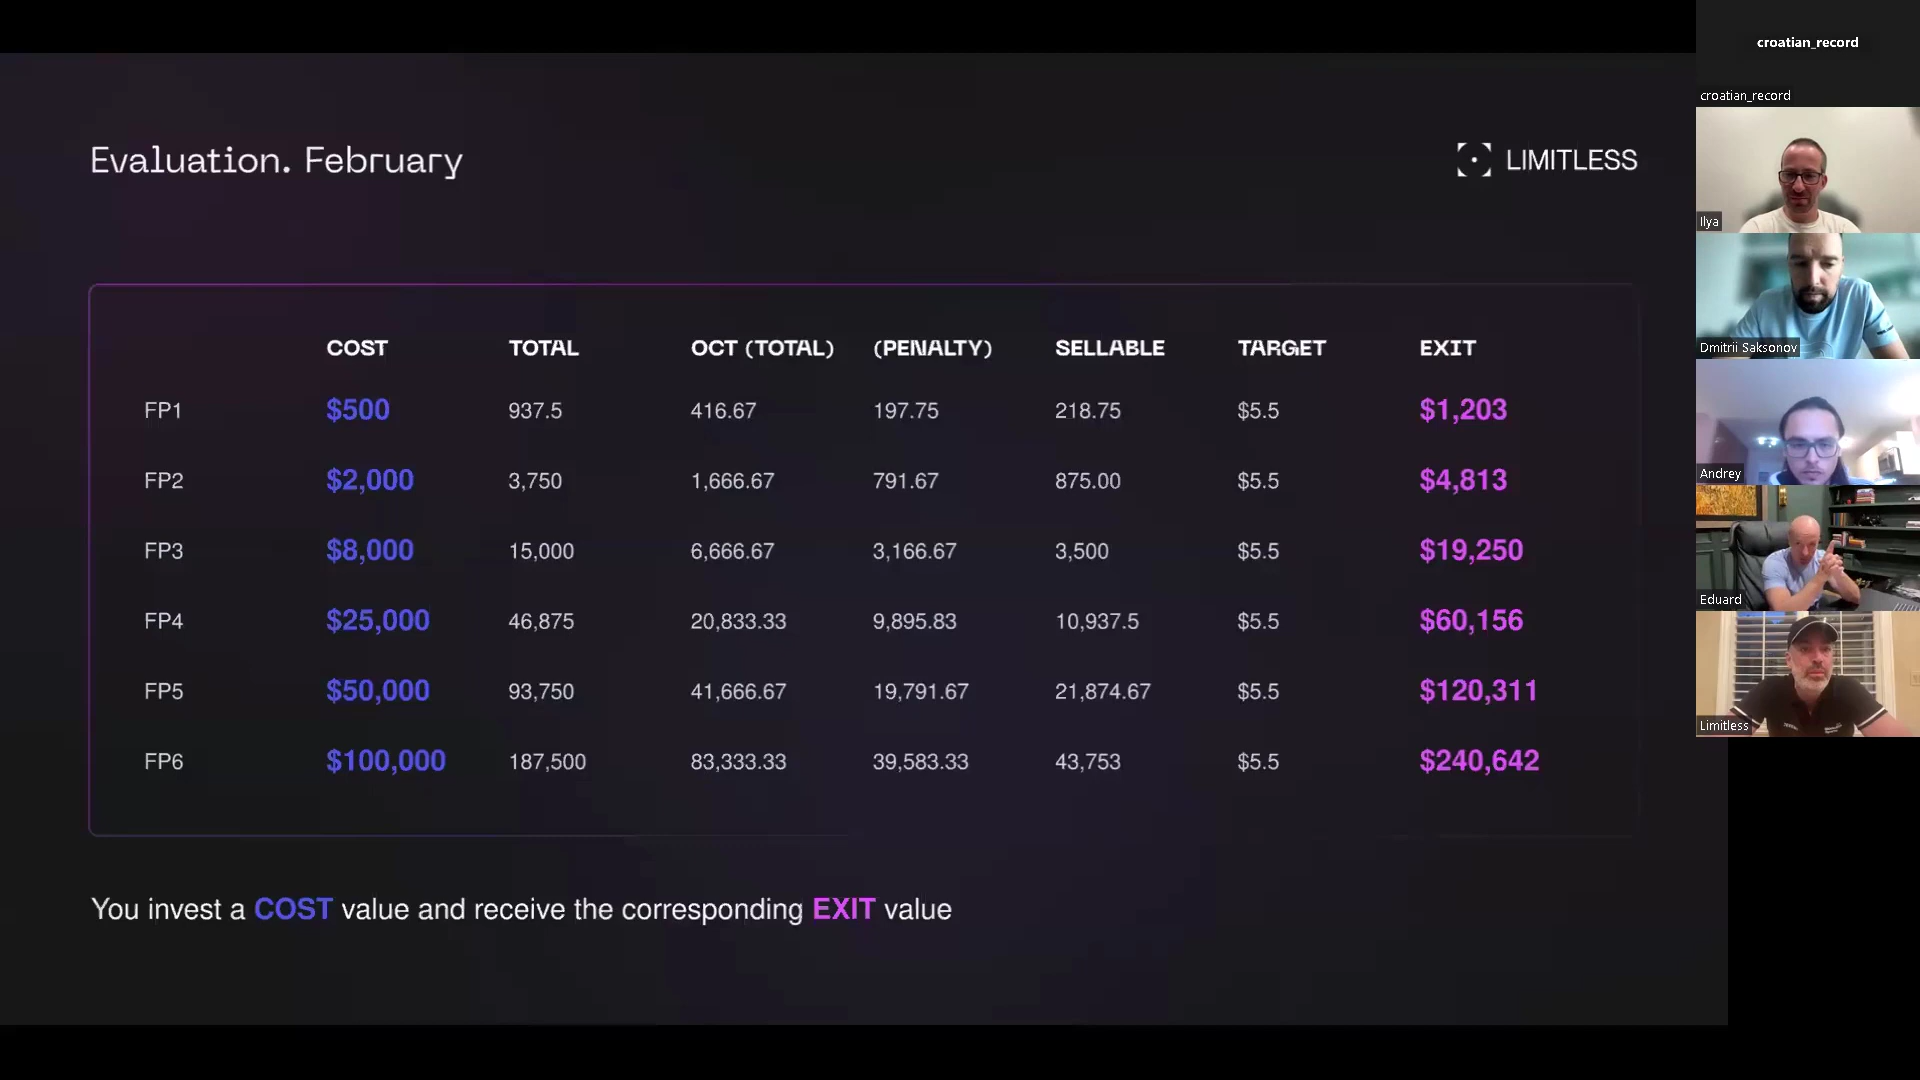 croatian_record
croatian_record
Evaluation. February
LIMITLESS
COST TOTAL OCT (TOTAL) (PENALTY) SELLABLE TARGET EXIT
FP1 $500 937.5 416.67 197.75 218.75 $5.5 $1,203
FP2 $2,000 3,750 1,666.67 791.67 875.00 $5.5 $4,813
FP3 $8,000 15,000 6,666.67 3,166.67 3,500 $5.5 $19,250
FP4 $25,000 46,875 20,833.33 9,895.83 10,937.5 $5.5 $60,156
FP5 $50,000 93,750 41,666.67 19,791.67 21,874.67 $5.5 $120,311
FP6 $100,000 187,500 83,333.33 39,583.33 43,753 $5.5 $240,642
You invest a COST value and receive the corresponding EXIT value
Ilya
Dmitrii Saksonov
Andrey
Eduard
Limitless